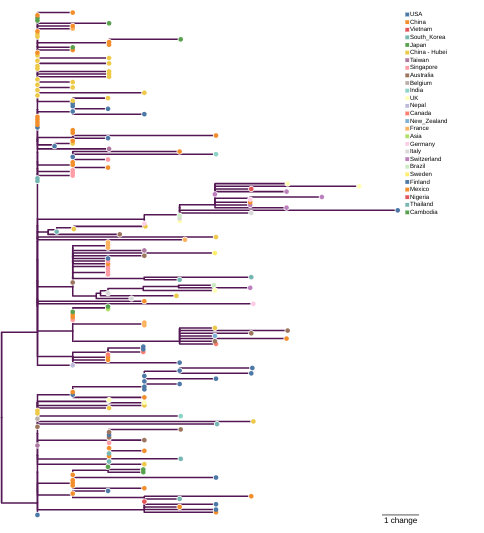 USA
China
Vietnam
South_Korea
Japan
China - Hubei
Taiwan
Singapore
Australia
Belgium
India
UK
Nepal
Canada
New_Zealand
France
Asia
Germany
Italy
Switzerland
Brazil
Sweden
Finland
Mexico
Nigeria
Thailand
Cambodia
1 change